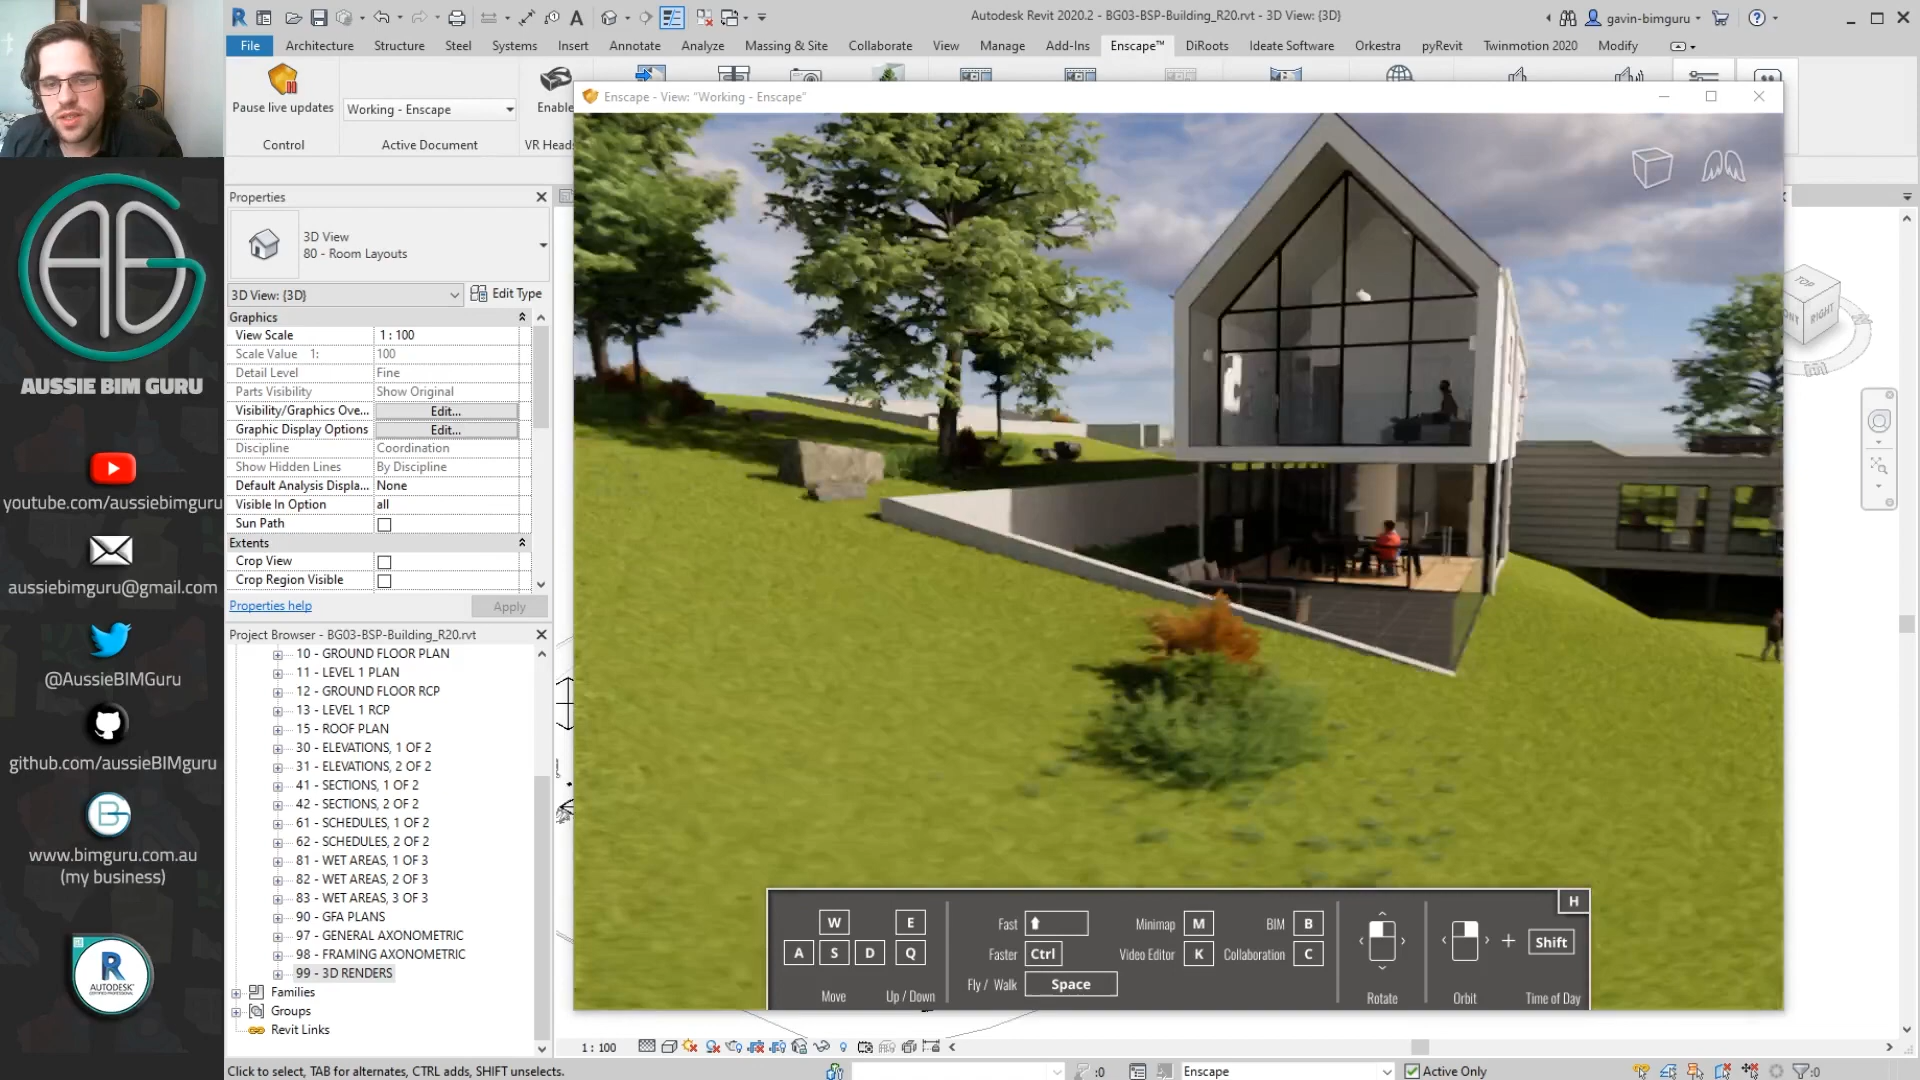 Autodesk Revit 2020.2 - BG03-BSP-Building_R20.rvt - 3D View: {3D}
gavin-bimguru
File Architecture Structure Steel Systems Insert Annotate Analyze Massing & Site Collaborate View Manage Add-Ins Enscape™ DiRoots Ideate Software Orkestra pyRevit Twinmotion 2020 Modify
Pause live updates
Working - Enscape
Enable
Control
Active Document
VR Heads
Enscape - View: "Working - Enscape"
Properties
3D View
80 - Room Layouts
3D View: {3D}
Edit Type
Graphics
View Scale 1 : 100
Scale Value 1: 100
Detail Level Fine
Parts Visibility Show Original
Visibility/Graphics Ove... Edit...
Graphic Display Options Edit...
Discipline Coordination
Show Hidden Lines By Discipline
Default Analysis Displa... None
Visible In Option all
Sun Path
Extents
Crop View
Crop Region Visible
Properties help
Apply
Project Browser - BG03-BSP-Building_R20.rvt
10 - GROUND FLOOR PLAN
11 - LEVEL 1 PLAN
12 - GROUND FLOOR RCP
13 - LEVEL 1 RCP
15 - ROOF PLAN
30 - ELEVATIONS, 1 OF 2
31 - ELEVATIONS, 2 OF 2
41 - SECTIONS, 1 OF 2
42 - SECTIONS, 2 OF 2
61 - SCHEDULES, 1 OF 2
62 - SCHEDULES, 2 OF 2
81 - WET AREAS, 1 OF 3
82 - WET AREAS, 2 OF 3
83 - WET AREAS, 3 OF 3
90 - GFA PLANS
97 - GENERAL AXONOMETRIC
98 - FRAMING AXONOMETRIC
99 - 3D RENDERS
Families
Groups
Revit Links
AUSSIE BIM GURU
youtube.com/aussiebimguru
aussiebimguru@gmail.com
@AussieBIMGuru
github.com/aussieBIMguru
www.bimguru.com.au
(my business)
R
AUTODESK
TOP
RIGHT
H
W E
A S D Q
Move
Up / Down
Fast
Faster Ctrl
Fly / Walk Space
Minimap M
Video Editor K
BIM B
Collaboration C
Rotate
Orbit
+ Shift
Time of Day
1 : 100
Click to select, TAB for alternates, CTRL adds, SHIFT unselects.
:0
Enscape
Active Only
:0